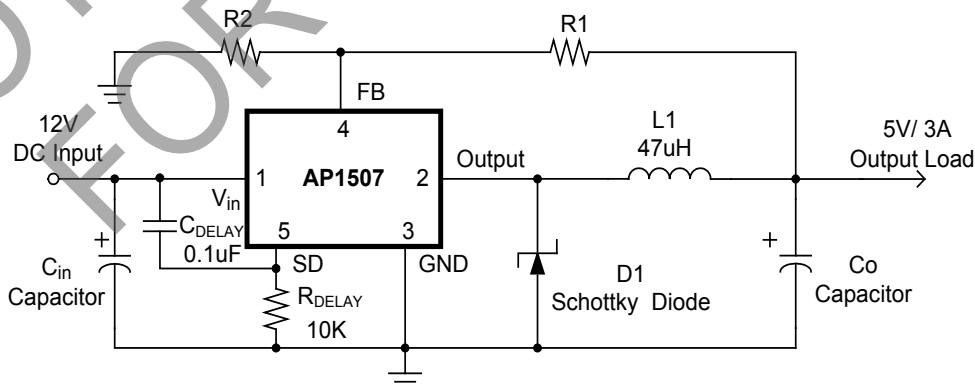 R2
R1
FB
4
12V
DC Input
L1
47uH
5V/ 3A
Output Load
Output
1
AP1507
2
Vin
CDELAY
0.1uF
5
3
SD
GND
+
Cin
Capacitor
RDELAY
10K
D1
Schottky Diode
+
Co
Capacitor
FOR